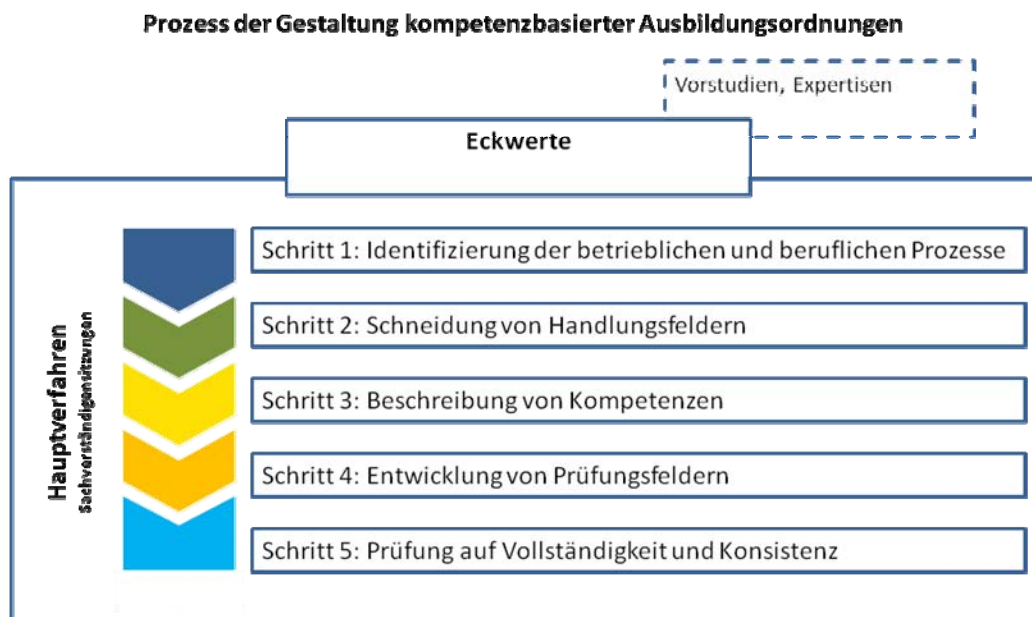 Prozess der Gestaltung kompetenzbasierter Ausbildungsordnungen
Vorstudien, Expertisen
Eckwerte
Hauptverfahren
Sachverständigensitzungen
Schritt 1: Identifizierung der betrieblichen und beruflichen Prozesse
Schritt 2: Schneidung von Handlungsfeldern
Schritt 3: Beschreibung von Kompetenzen
Schritt 4: Entwicklung von Prüfungsfeldern
Schritt 5: Prüfung auf Vollständigkeit und Konsistenz